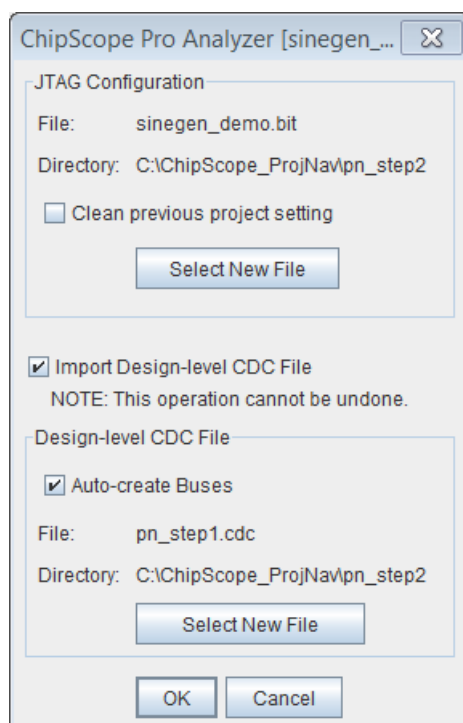 ChipScope Pro Analyzer [sinegen_...
JTAG Configuration
File: sinegen_demo.bit
Directory: C:\ChipScope_ProjNav\pn_step2
Clean previous project setting
Select New File
Import Design-level CDC File
NOTE: This operation cannot be undone.
Design-level CDC File
Auto-create Buses
File: pn_step1.cdc
Directory: C:\ChipScope_ProjNav\pn_step2
Select New File
OK Cancel